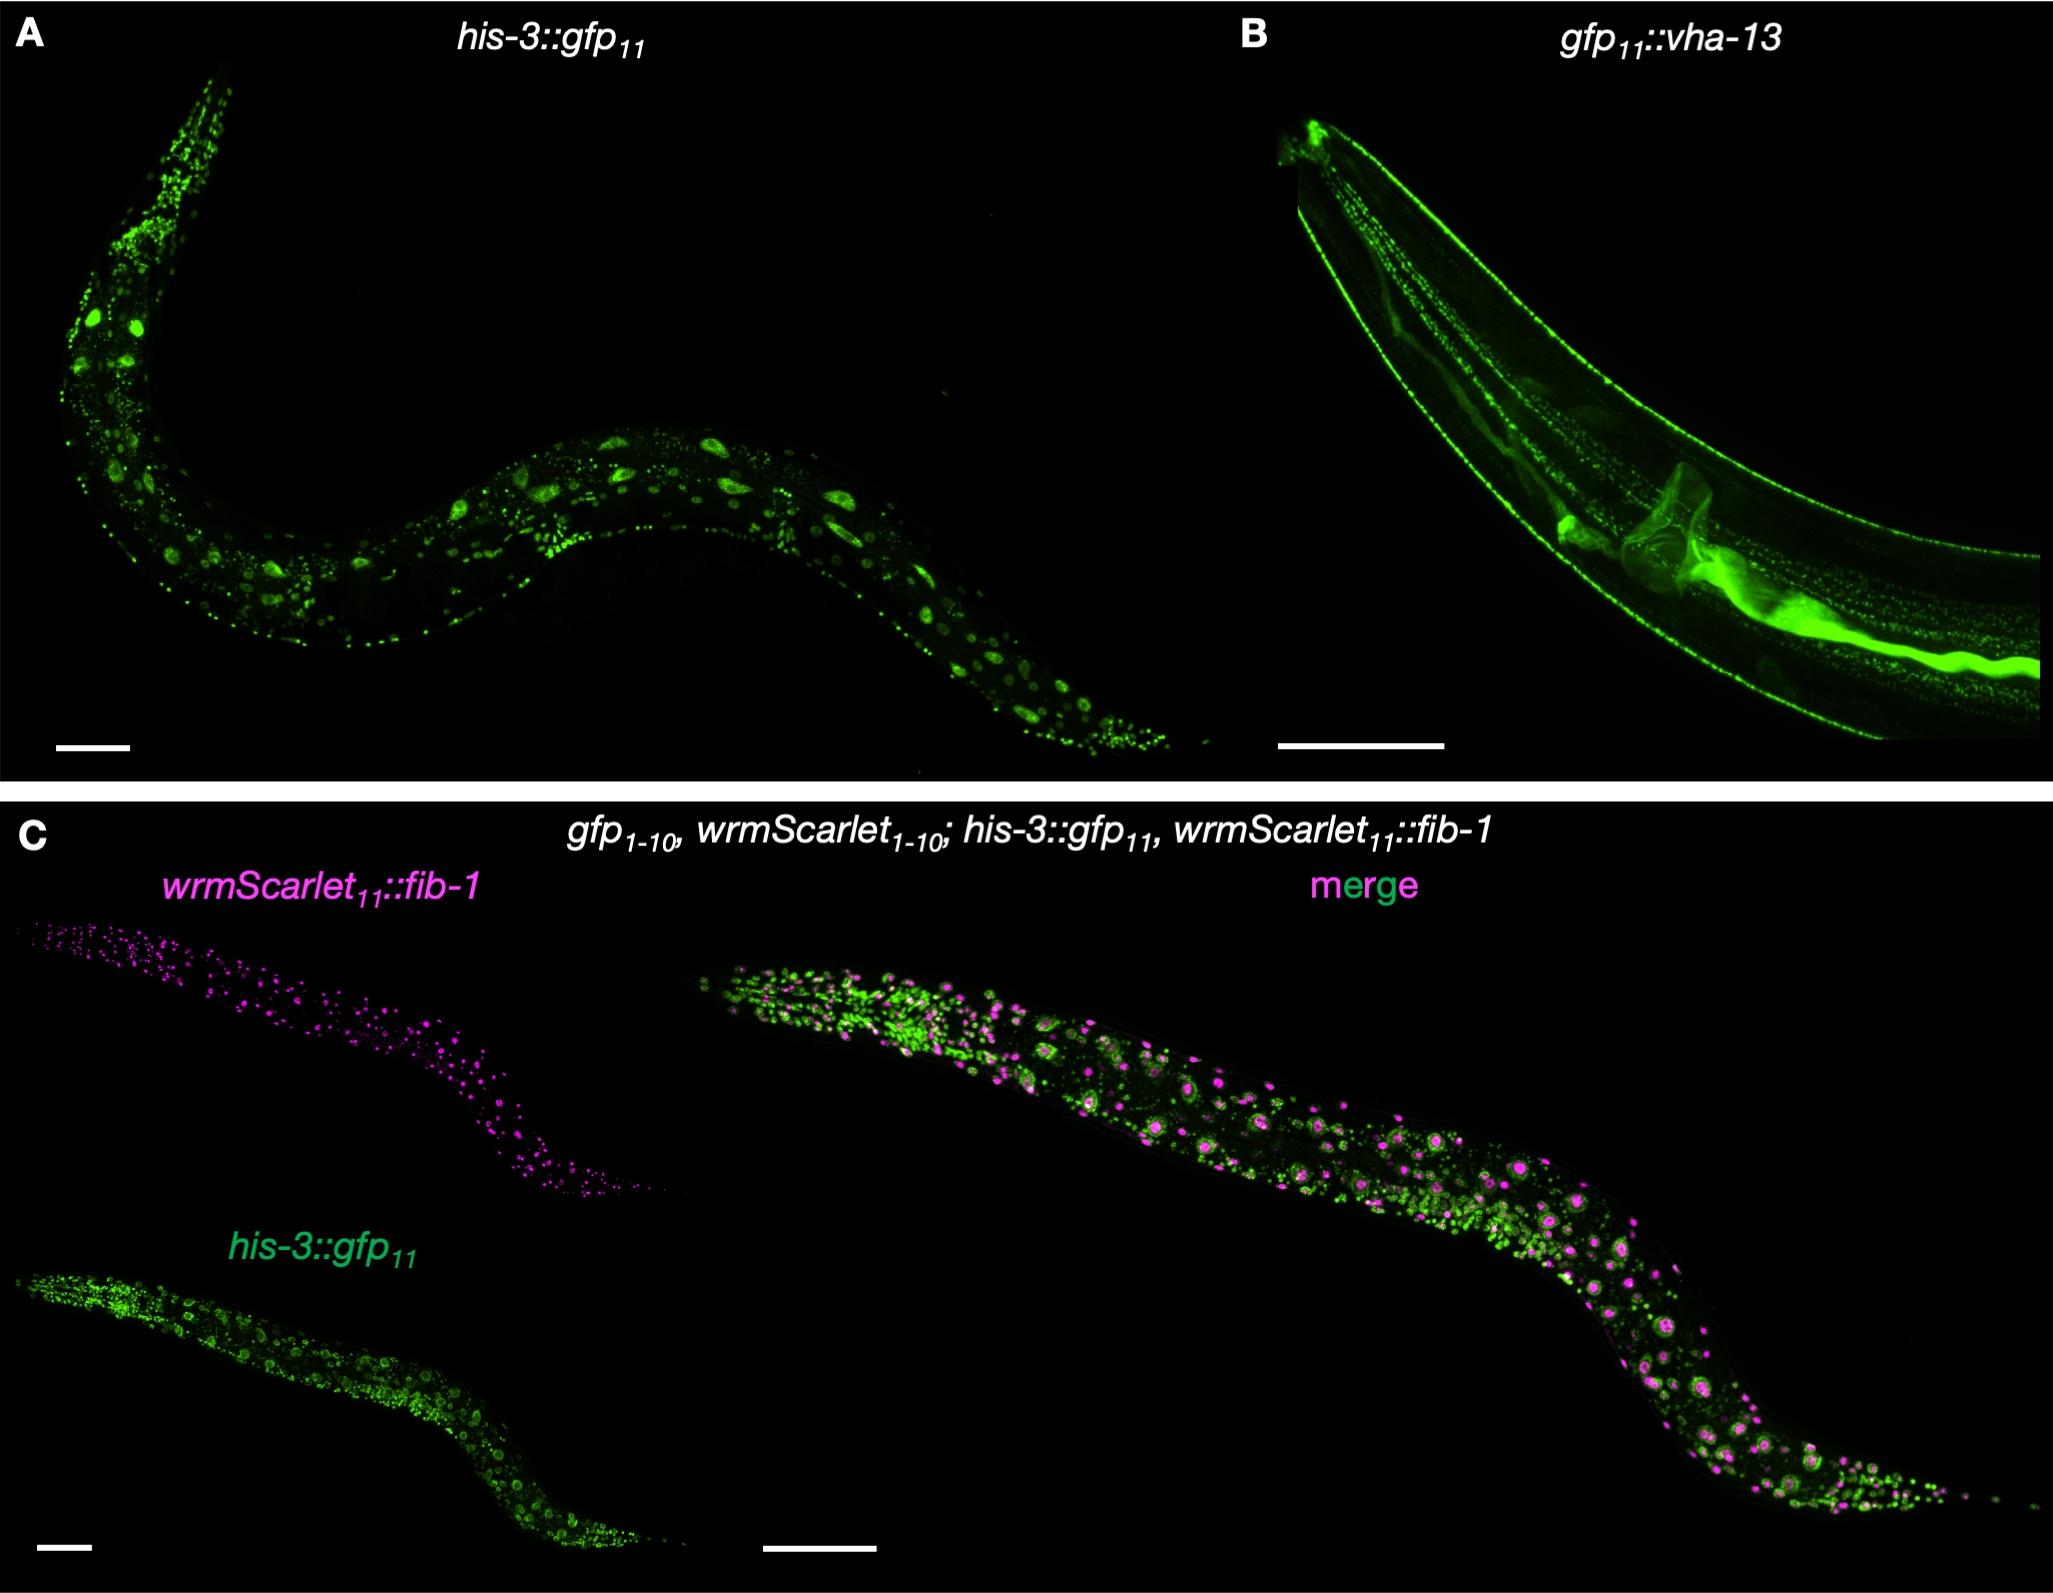 A
his-3::gfp₁₁
B
gfp₁₁::vha-13
C
gfp₁₋₁₀, wrmScarlet₁₋₁₀; his-3::gfp₁₁, wrmScarlet₁₁::fib-1
wrmScarlet₁₁::fib-1
merge
his-3::gfp₁₁